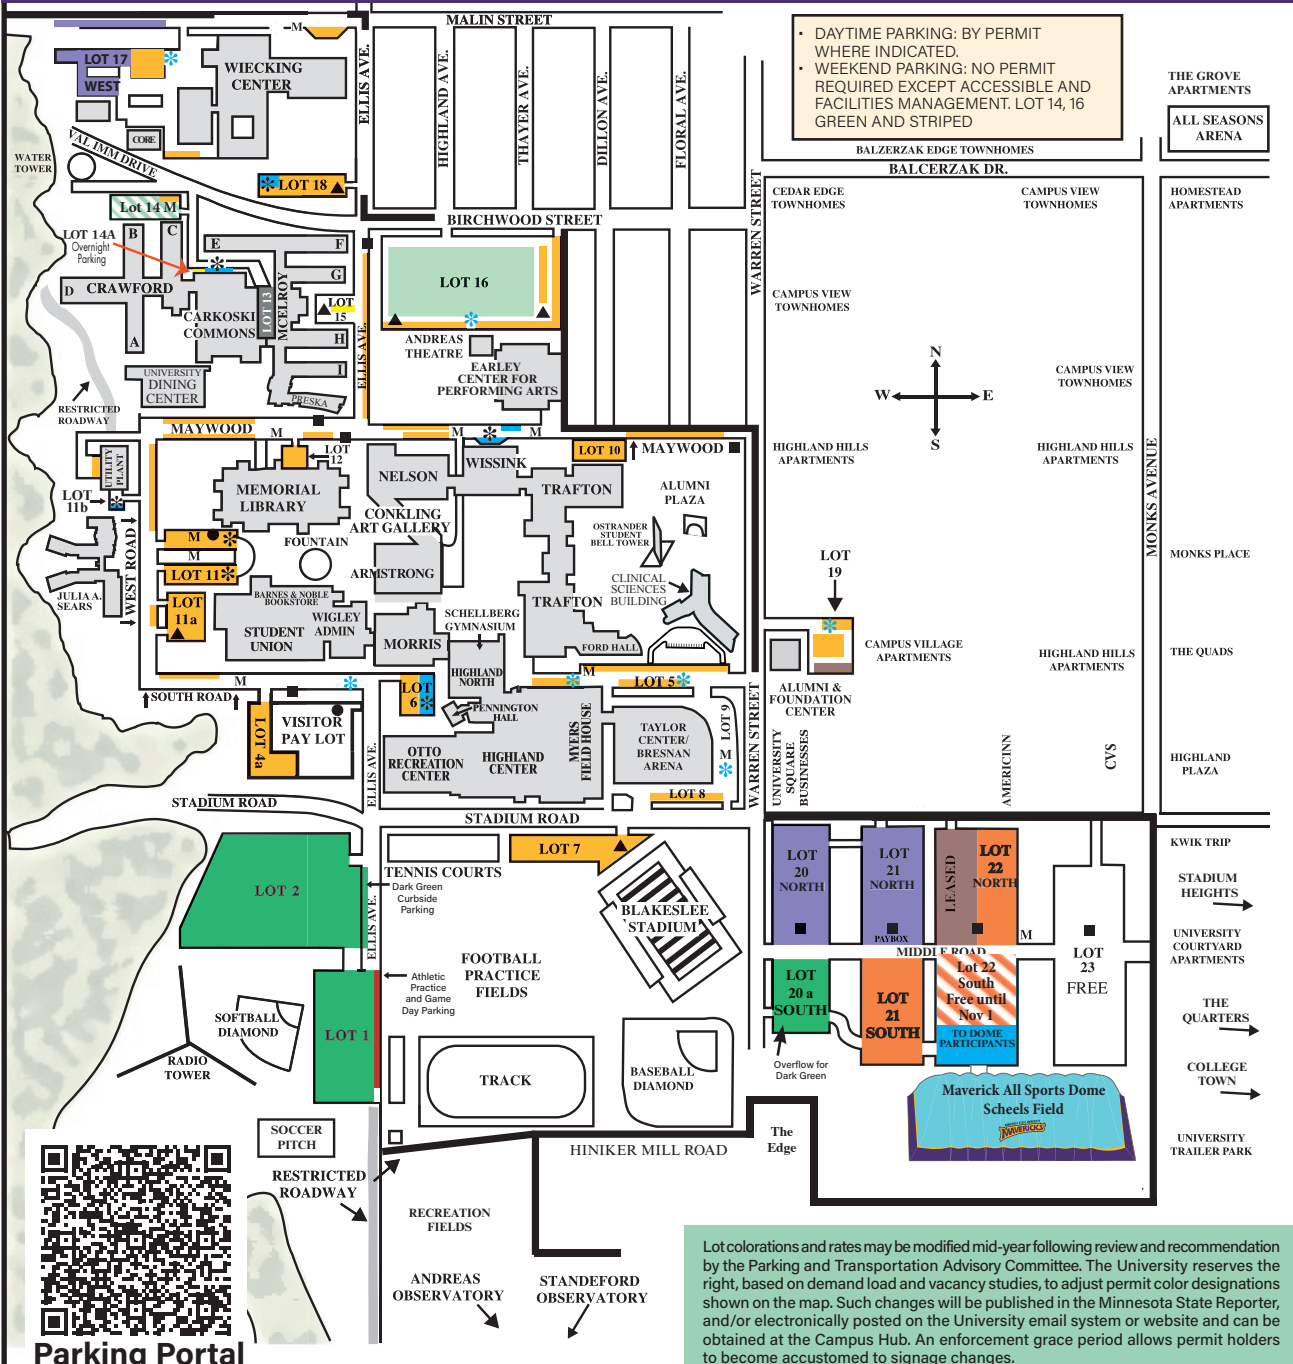 MALIN STREET
• DAYTIME PARKING: BY PERMIT
WHERE INDICATED.
• WEEKEND PARKING: NO PERMIT
REQUIRED EXCEPT ACCESSIBLE AND
FACILITIES MANAGEMENT. LOT 14, 16
GREEN AND STRIPED
M
LOT 17
WEST
WIECKING
CENTER
CORE
ELLIS AVE.
HIGHLAND AVE.
THAYER AVE.
DILLON AVE.
FLORAL AVE.
THE GROVE
APARTMENTS
ALL SEASONS
ARENA
BALZERZAK EDGE TOWNHOMES
BALCERZAK DR.
VAL IMM DRIVE
WATER
TOWER
LOT 18
Lot 14 M
CEDAR EDGE
TOWNHOMES
CAMPUS VIEW
TOWNHOMES
HOMESTEAD
APARTMENTS
BIRCHWOOD STREET
WARREN STREET
LOT 14A
Overnight
Parking
B
C
E
F
G
D
CRAWFORD
A
CARKOSKI
COMMONS
LOT 13
MCELROY
LOT
15
H
I
PRESKA
ELLIS AVE.
LOT 16
ANDREAS
THEATRE
EARLEY
CENTER FOR
PERFORMING ARTS
CAMPUS VIEW
TOWNHOMES
N
W
E
S
CAMPUS VIEW
TOWNHOMES
UNIVERSITY
DINING
CENTER
RESTRICTED
ROADWAY
MAYWOOD
M
M
M
LOT
12
LOT 10
MAYWOOD
HIGHLAND HILLS
APARTMENTS
HIGHLAND HILLS
APARTMENTS
MONKS AVENUE
UTILITY
PLANT
LOT
11b
MEMORIAL
LIBRARY
NELSON
WISSINK
TRAFTON
ALUMNI
PLAZA
CONKLING
ART GALLERY
OSTRANDER
STUDENT
BELL TOWER
M
M
LOT 11
FOUNTAIN
ARMSTRONG
WEST ROAD
JULIA A.
SEARS
LOT
11a
BARNES & NOBLE
BOOKSTORE
STUDENT
UNION
WIGLEY
ADMIN
MORRIS
SCHELLBERG
GYMNASIUM
TRAFTON
CLINICAL
SCIENCES
BUILDING
FORD HALL
LOT
19
MONKS PLACE
CAMPUS VILLAGE
APARTMENTS
HIGHLAND HILLS
APARTMENTS
THE QUADS
ALUMNI &
FOUNDATION
CENTER
M
SOUTH ROAD
LOT 4a
VISITOR
PAY LOT
LOT
6
HIGHLAND
NORTH
PENNINGTON
HALL
M
LOT 5
MYERS
FIELD HOUSE
TAYLOR
CENTER/
BRESNAN
ARENA
LOT 9
M
LOT 8
OTTO
RECREATION
CENTER
HIGHLAND
CENTER
ELLIS AVE.
WARREN STREET
UNIVERSITY
SQUARE
BUSINESSES
AMERICINN
CVS
HIGHLAND
PLAZA
STADIUM ROAD
STADIUM ROAD
LOT 2
TENNIS COURTS
Dark Green
Curbside
Parking
ELLIS AVE.
LOT 7
BLAKESLEE
STADIUM
FOOTBALL
PRACTICE
FIELDS
Athletic
Practice
and Game
Day Parking
LOT
20
NORTH
LOT
21
NORTH
PAYBOX
LEASED
LOT
22
NORTH
M
MIDDLE ROAD
LOT
23
FREE
KWIK TRIP
STADIUM
HEIGHTS
UNIVERSITY
COURTYARD
APARTMENTS
LOT
20 a
SOUTH
LOT
21
SOUTH
Lot 22
South
Free until
Nov 1
TO DOME
PARTICIPANTS
Overflow for
Dark Green
THE
QUARTERS
COLLEGE
TOWN
UNIVERSITY
TRAILER PARK
SOFTBALL
DIAMOND
LOT 1
RADIO
TOWER
TRACK
BASEBALL
DIAMOND
Maverick All Sports Dome
Scheels Field
MAVERICKS
SOCCER
PITCH
The
Edge
HINIKER MILL ROAD
RESTRICTED
ROADWAY
RECREATION
FIELDS
ANDREAS
OBSERVATORY
STANDEFORD
OBSERVATORY
Parking Portal
Lot colorations and rates may be modified mid-year following review and recommendation
by the Parking and Transportation Advisory Committee. The University reserves the
right, based on demand load and vacancy studies, to adjust permit color designations
shown on the map. Such changes will be published in the Minnesota State Reporter,
and/or electronically posted on the University email system or website and can be
obtained at the Campus Hub. An enforcement grace period allows permit holders
to become accustomed to signage changes.